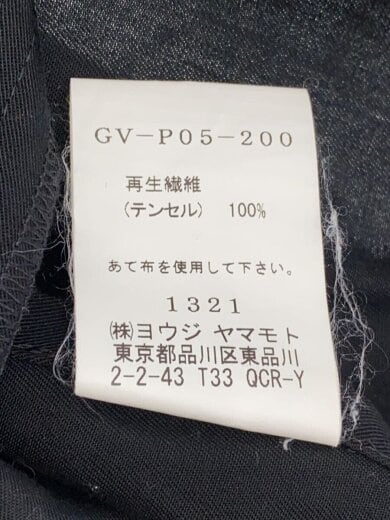 GV-P05-200
再生繊維
(テンセル) 100%
あて布を使用して下さい。
1321
㈱ヨウジ ヤマモト
東京都品川区東品川
2-2-43 T33 QCR-Y